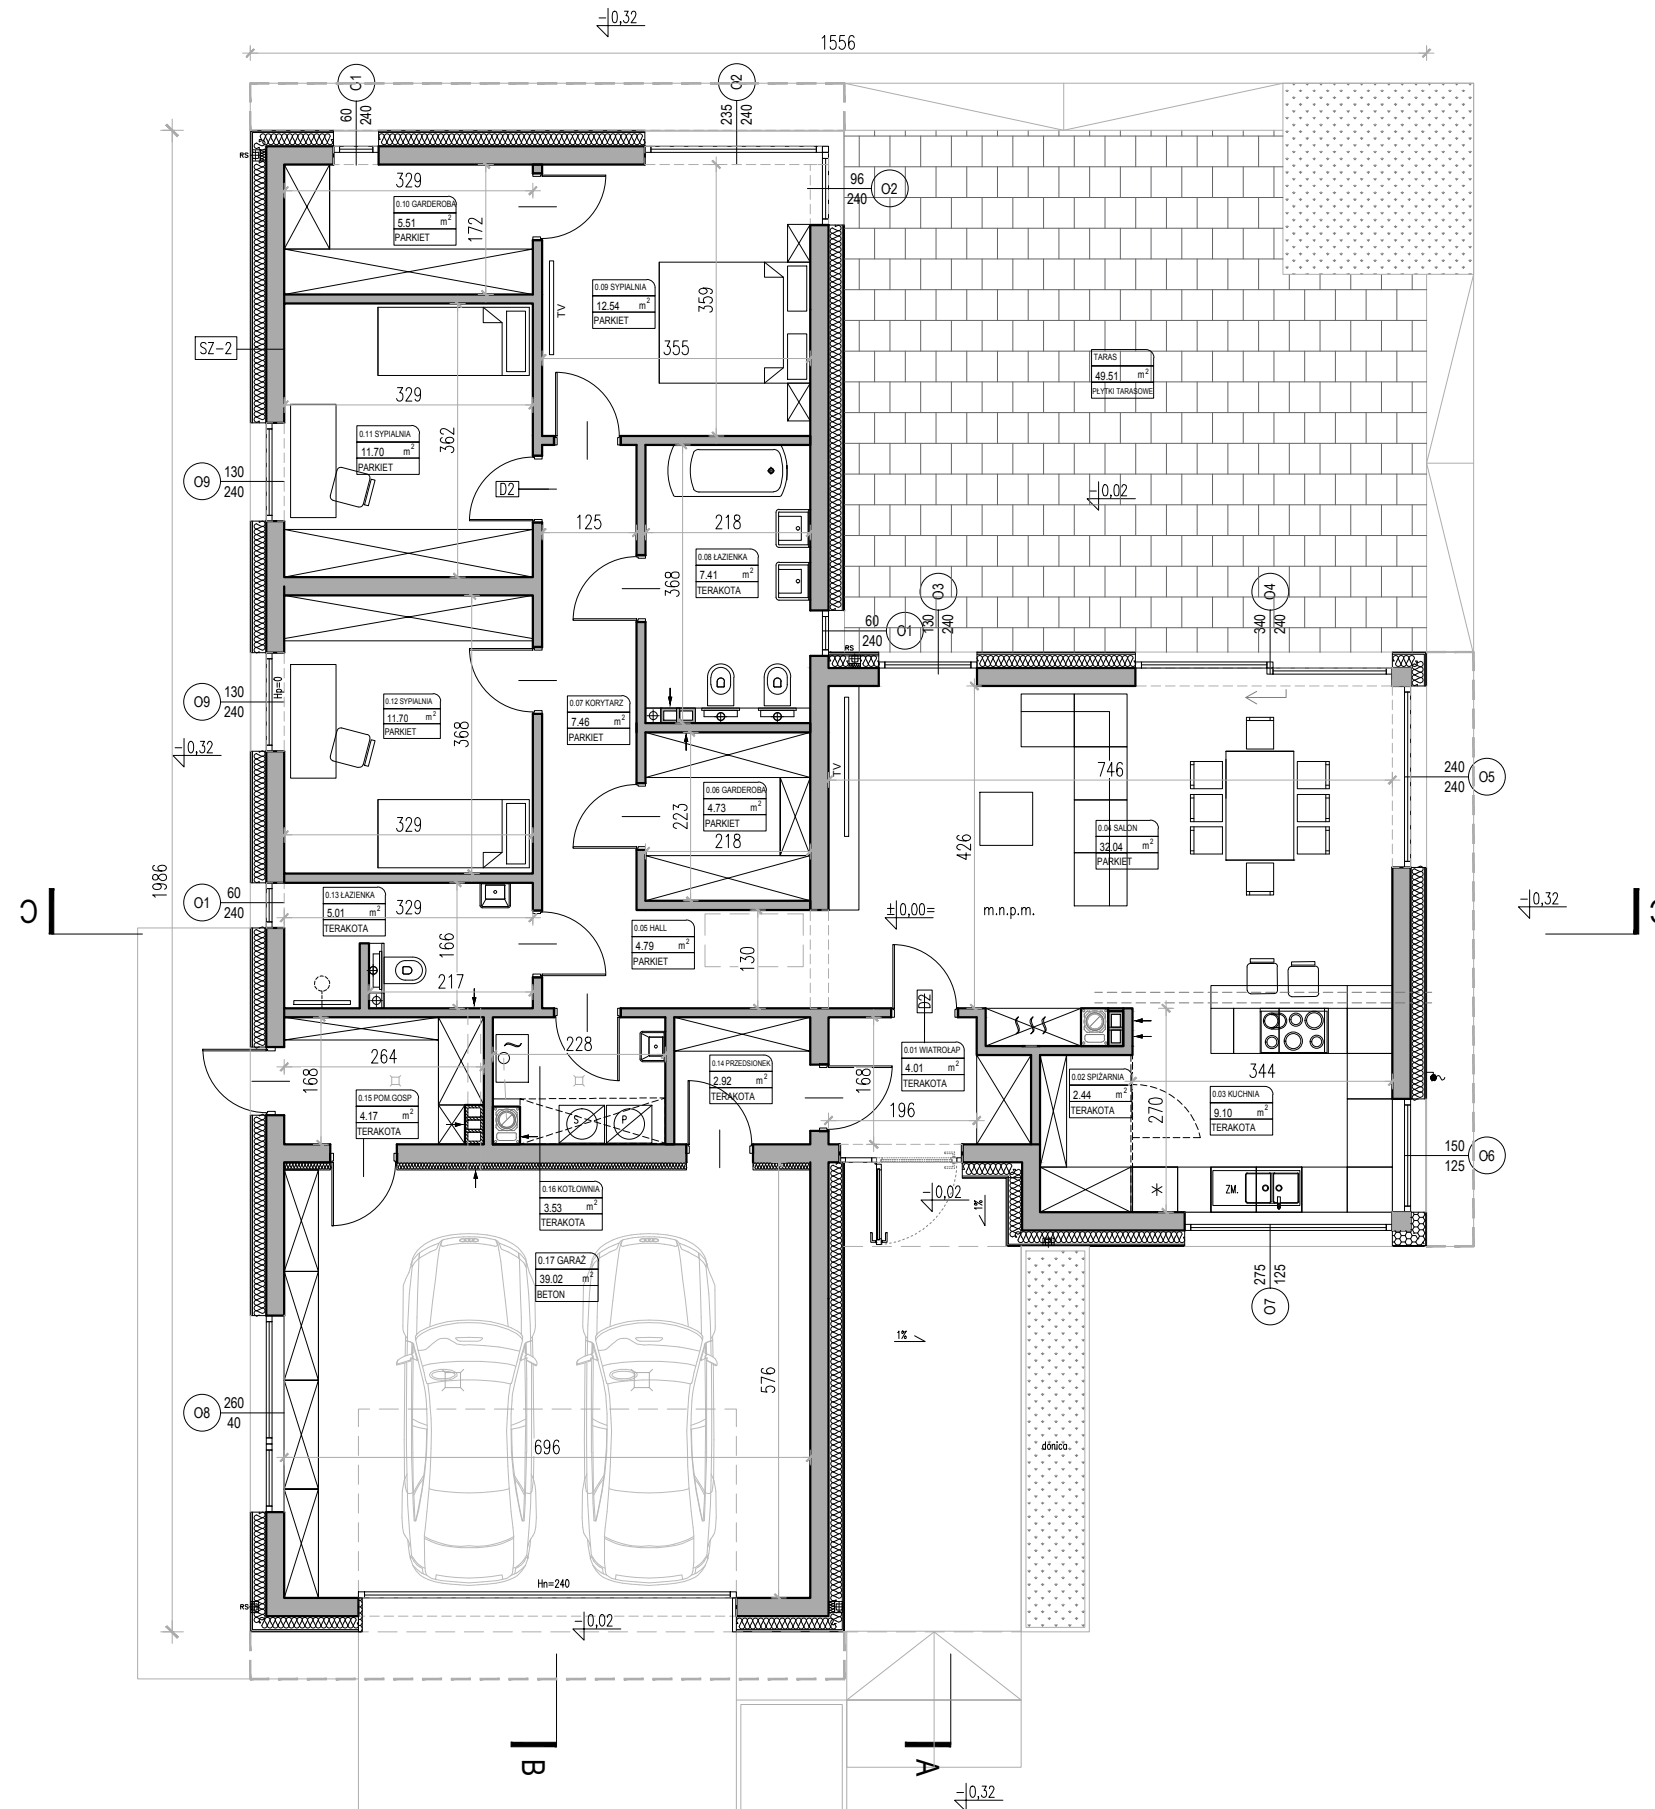 -0,32
1556
O1
60
240
O2
235
240
RS
329
0.10 GARDEROBA
5.51 m²
PARKIET
172
96
240
O2
0.09 SYPIALNIA
12.54 m²
PARKIET
TV
359
355
SZ-2
TARAS
49.51 m²
PŁYTKI TARASOWE
329
362
0.11 SYPIALNIA
11.70 m²
PARKIET
O9
130
240
D2
-0,02
125
218
0.08 ŁAZIENKA
7.41 m²
TERAKOTA
368
60
240
O1
O3
130
240
O4
340
240
RS
O9
130
240
Hp=0
-0,32
0.12 SYPIALNIA
11.70 m²
PARKIET
368
0.07 KORYTARZ
7.46 m²
PARKIET
0.06 GARDEROBA
4.73 m²
PARKIET
223
218
TV
746
240
240
O5
0.04 SALON
32.04 m²
PARKIET
426
329
1986
C
O1
60
240
0.13 ŁAZIENKA
5.01 m²
TERAKOTA
329
166
217
0.05 HALL
4.79 m²
PARKIET
130
±0,00=
m.n.p.m.
-0,32
C
D2
264
168
0.15 POM.GOSP
4.17 m²
TERAKOTA
228
S
P
0.14 PRZEDSIONEK
2.92 m²
TERAKOTA
0.01 WIATROŁAP
4.01 m²
TERAKOTA
168
196
0.02 SPIŻARNIA
2.44 m²
TERAKOTA
270
344
0.03 KUCHNIA
9.10 m²
TERAKOTA
150
125
O6
ZM.
0.16 KOTŁOWNIA
3.53 m²
TERAKOTA
-0,02
1%
0.17 GARAŻ
39.02 m²
BETON
275
125
O7
1%
576
O8
260
40
696
donica
Hn=240
RS
-0,02
B
A
-0,32